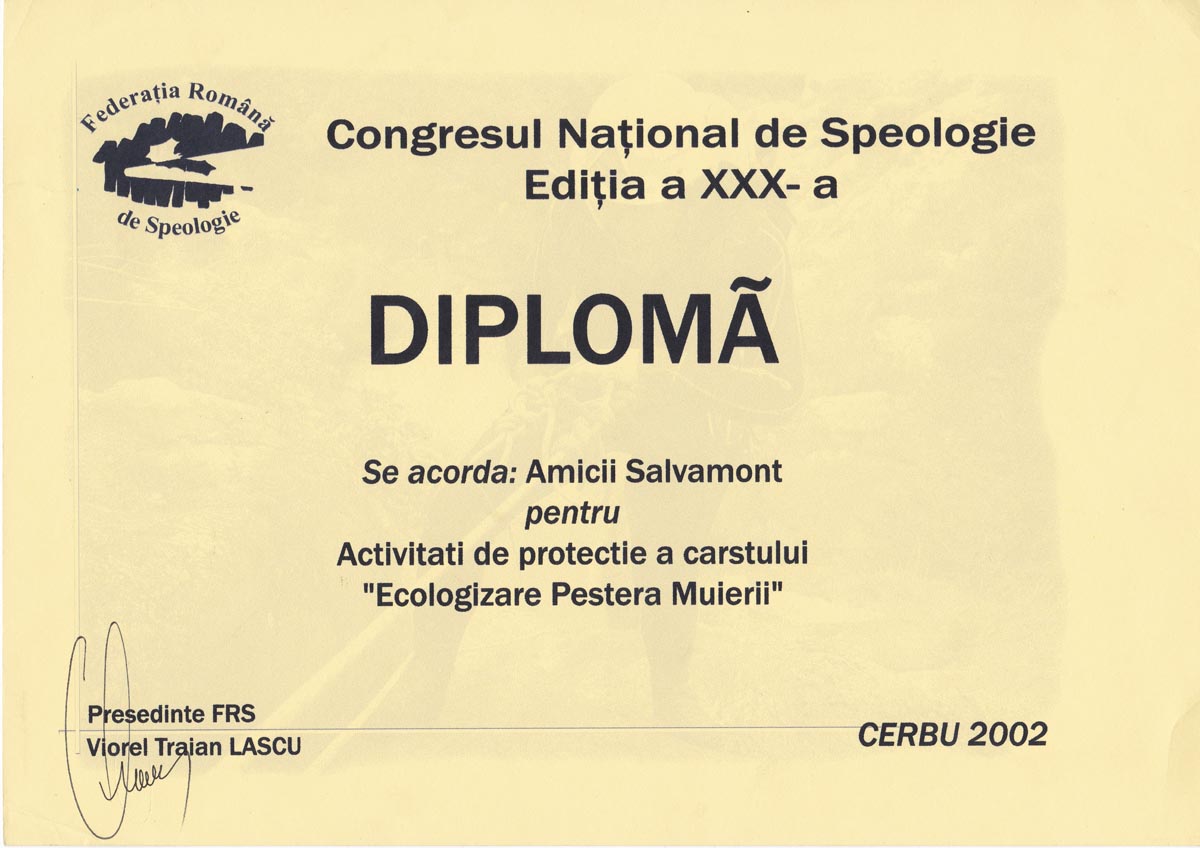 Federația Română
de Speologie
Congresul Național de Speologie
Ediția a XXX- a
DIPLOMÃ
Se acorda: Amicii Salvamont
pentru
Activitati de protectie a carstului
"Ecologizare Pestera Muierii"
Presedinte FRS
Viorel Traian LASCU
CERBU 2002